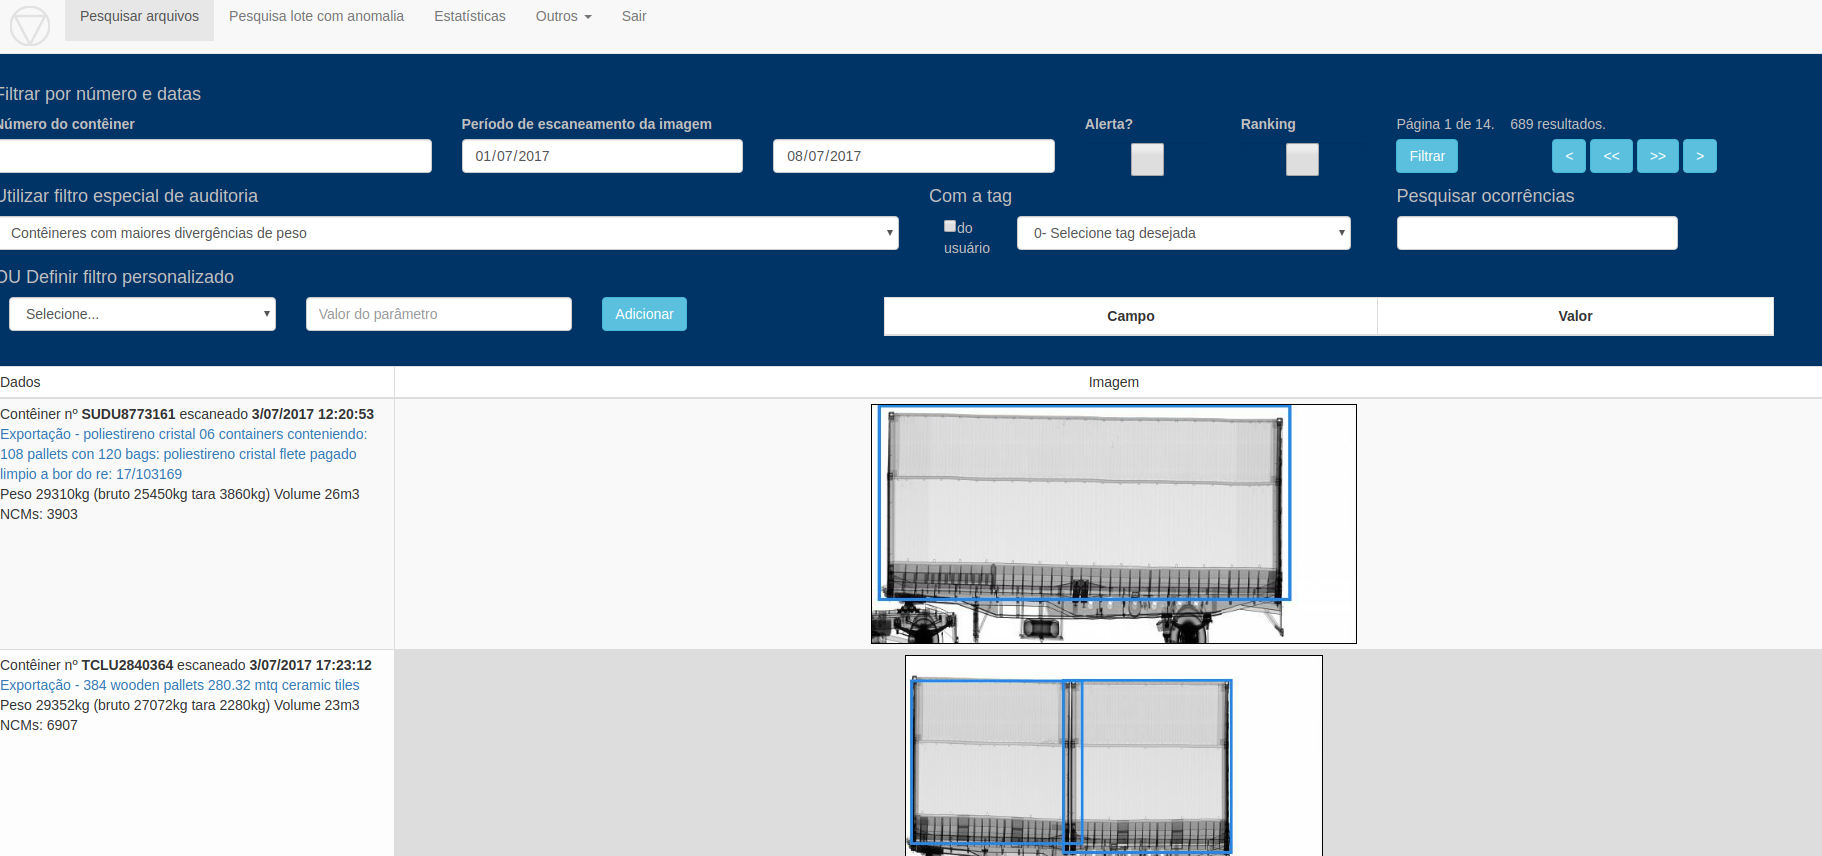 Pesquisar arquivos Pesquisa lote com anomalia Estatísticas Outros Sair
Filtrar por número e datas
Número do contêiner Período de escaneamento da imagem Alerta? Ranking Página 1 de 14. 689 resultados.
01/07/2017 08/07/2017 Filtrar < << >> >
Utilizar filtro especial de auditoria Com a tag Pesquisar ocorrências
Contêineres com maiores divergências de peso do usuário 0- Selecione tag desejada
OU Definir filtro personalizado
Selecione... Valor do parâmetro Adicionar Campo Valor
Dados Imagem
Contêiner nº SUDU8773161 escaneado 3/07/2017 12:20:53
Exportação - poliestireno cristal 06 containers conteniendo:
108 pallets con 120 bags: poliestireno cristal flete pagado
limpio a bor do re: 17/103169
Peso 29310kg (bruto 25450kg tara 3860kg) Volume 26m3
NCMs: 3903
Contêiner nº TCLU2840364 escaneado 3/07/2017 17:23:12
Exportação - 384 wooden pallets 280.32 mtq ceramic tiles
Peso 29352kg (bruto 27072kg tara 2280kg) Volume 23m3
NCMs: 6907